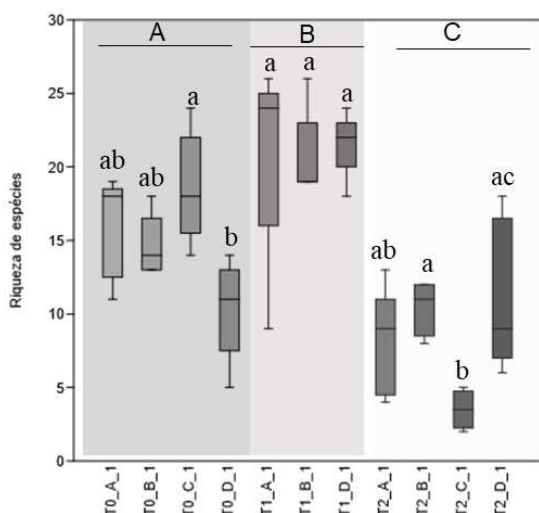 A B C
30
25
20
15
10
5
0
Riqueza de espécies
ab ab a b a a a ab a b ac
T0_A_1 T0_B_1 T0_C_1 T0_D_1 T1_A_1 T1_B_1 T1_D_1 T2_A_1 T2_B_1 T2_C_1 T2_D_1